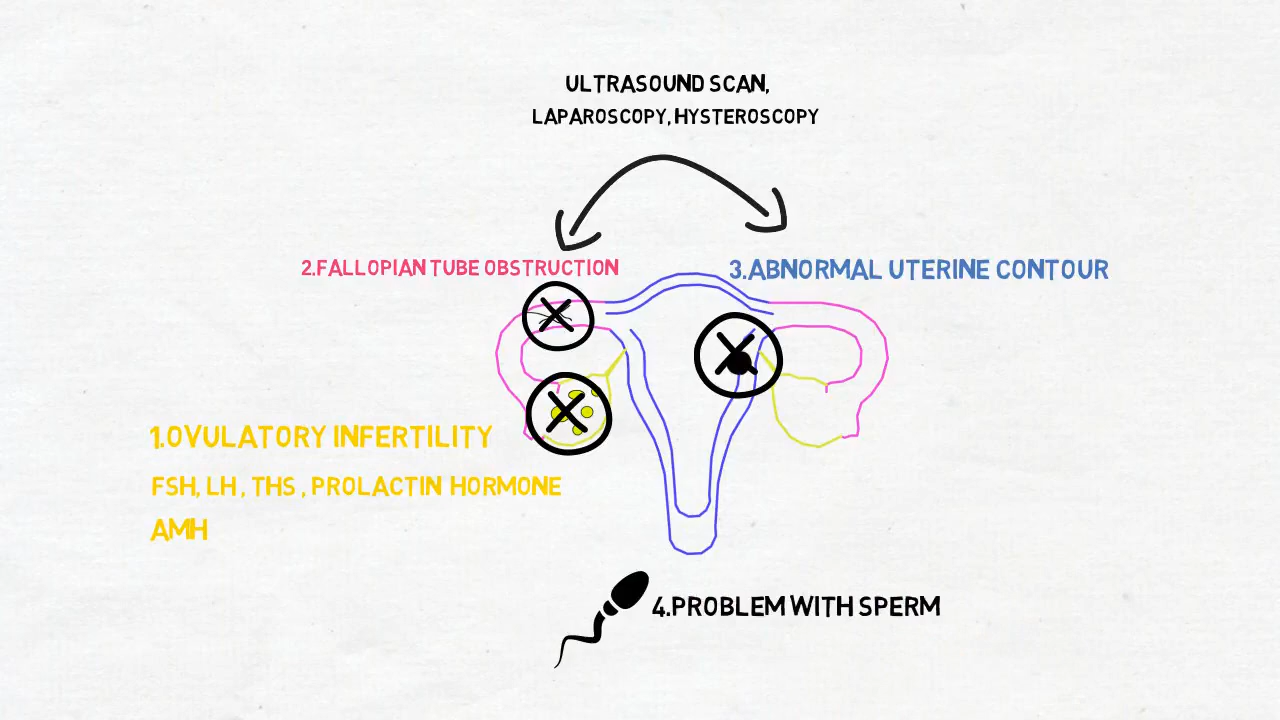 ULTRASOUND SCAN,
LAPAROSCOPY, HYSTEROSCOPY
2.FALLOPIAN TUBE OBSTRUCTION
3.ABNORMAL UTERINE CONTOUR
1.OVULATORY INFERTILITY
FSH, LH , THS , PROLACTIN HORMONE
AMH
4.PROBLEM WITH SPERM